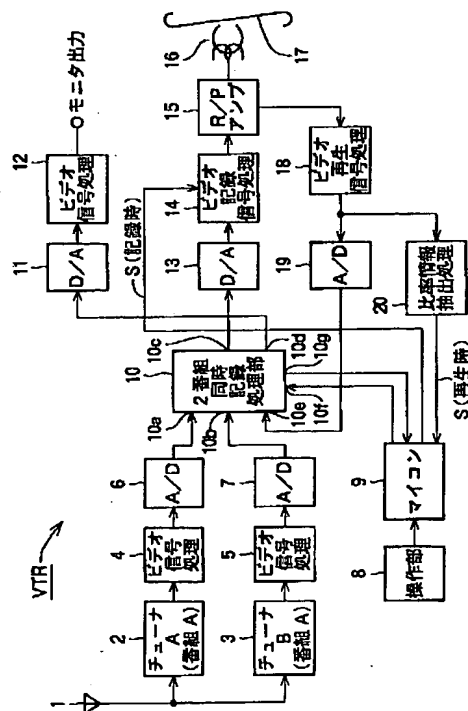 VTR
1
2
チューナ
A
(番組A)
3
チューナ
B
(番組A)
4
ビデオ
信号
処理
5
ビデオ
信号
処理
6
A/D
7
A/D
8
操作部
9
マイコン
10
2番組
同時
記録
処理部
10a
10b
10c
10d
10e
10f
10g
11
D/A
12
ビデオ
信号処理
モニタ出力
S(記録時)
13
D/A
14
ビデオ
記録
信号処理
15
R/P
アンプ
16
17
18
ビデオ
再生
信号処理
19
A/D
20
比率情報
抽出処理
S(再生時)